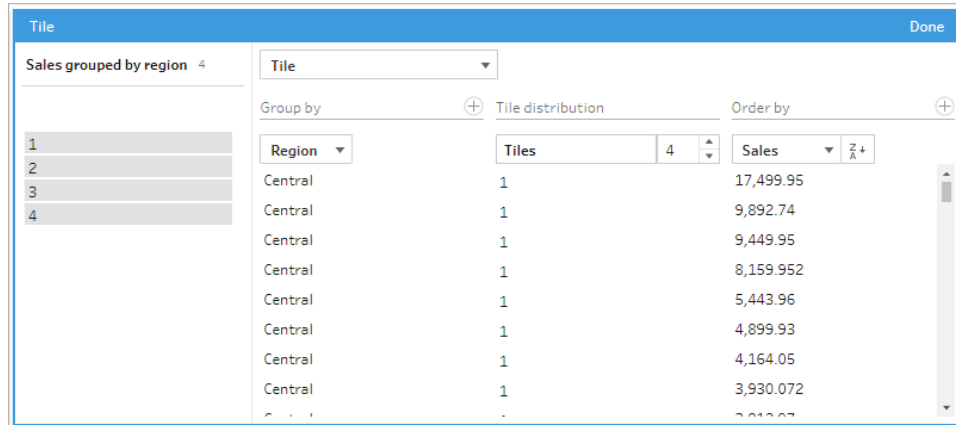 Tile Done
Sales grouped by region 4
Tile
Group by Tile distribution Order by
Region Tiles 4 Sales ZA
1
2
3
4
Central 1 17,499.95
Central 1 9,892.74
Central 1 9,449.95
Central 1 8,159.952
Central 1 5,443.96
Central 1 4,899.93
Central 1 4,164.05
Central 1 3,930.072